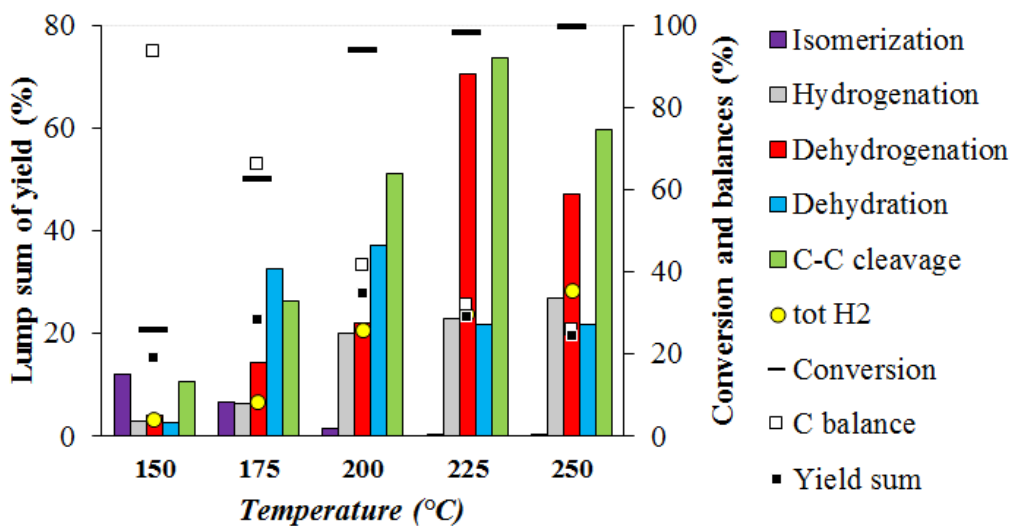 Lump sum of yield (%)
80
60
40
20
0
150
175
200
225
250
Temperature (°C)
100
80
60
40
20
0
Conversion and balances (%)
Isomerization
Hydrogenation
Dehydrogenation
Dehydration
C-C cleavage
tot H2
Conversion
C balance
Yield sum